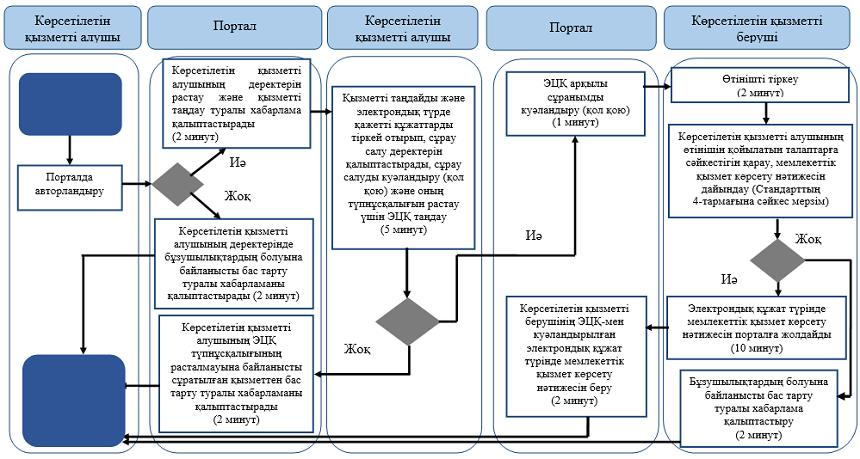 Көрсетілетін
қызметті алушы
Портал
Көрсетілетін
қызметті алушы
Портал
Көрсетілетін қызметті
беруші
Порталда
авторландыру
Көрсетілетін қызметті
алушының деректерін
растау және қызметті
таңдау туралы хабарлама
қалыптастырады
(2 минут)
Иә
Жоқ
Көрсетілетін қызметті
алушының деректерінде
бұзушылықтардың болуына
байланысты бас тарту
туралы хабарламаны
қалыптастырады (2 минут)
Көрсетілетін қызметті
алушының ЭЦҚ
түпнұсқалығының
расталмауына байланысты
сұратылған қызметтен бас
тарту туралы хабарламаны
қалыптастырады
(2 минут)
Қызметті таңдайды және
электрондық түрде
қажетті құжаттарды
тіркей отырып, сұрау
салу деректерін
қалыптастырады, сұрау
салуды куәландыру (қол
қою) және оның
түпнұсқалығын растау
үшін ЭЦҚ таңдау
(5 минут)
Иә
Жоқ
ЭЦҚ арқылы
сұранымды
куәландыру (қол қою)
(1 минут)
Көрсетілетін қызметті
берушінің ЭЦҚ-мен
куәландырылған
электрондық құжат
түрінде мемлекеттік
қызмет көрсету
нәтижесін беру
(2 минут)
Өтінішті тіркеу
(2 минут)
Көрсетілетін қызметті алушының
өтінішін қойылатын талаптарға
сәйкестігін қарау, мемлекеттік
қызмет көрсету нәтижесін
дайындау (Стандарттың
4-тармағына сәйкес мерзім)
Жоқ
Иә
Электрондық құжат түрінде
мемлекеттік қызмет көрсету
нәтижесін порталға жолдайды
(10 минут)
Бұзушылықтардың болуына
байланысты бас тарту
туралы хабарлама
қалыптастыру
(2 минут)